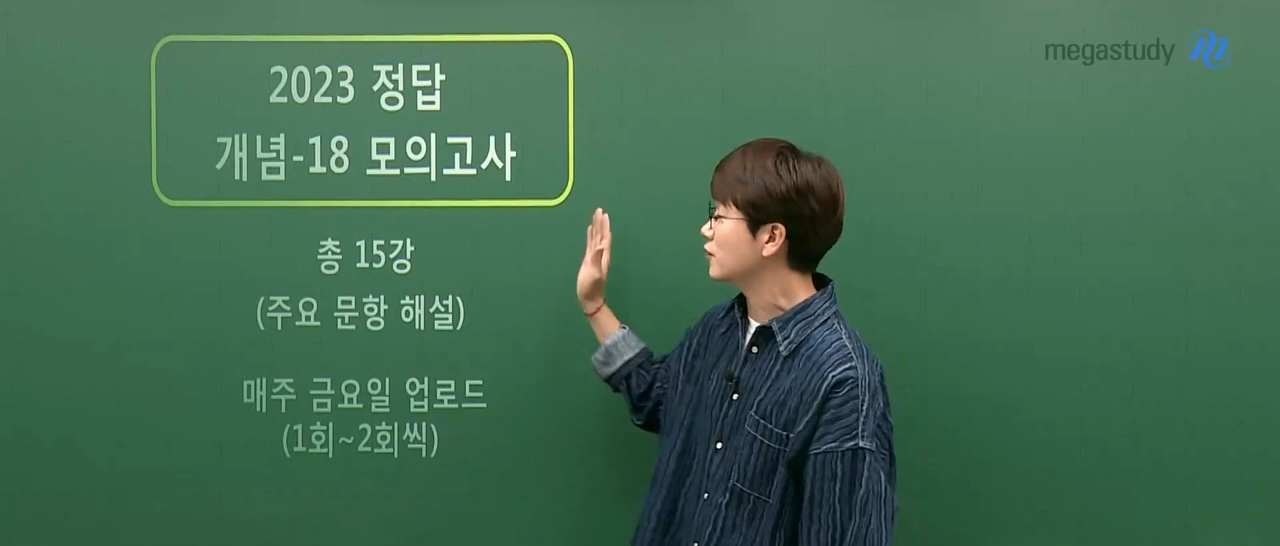 2023 정답
개념-18 모의고사
총 15강
(주요 문항 해설)
매주 금요일 업로드
(1회~2회씩)
megastudy